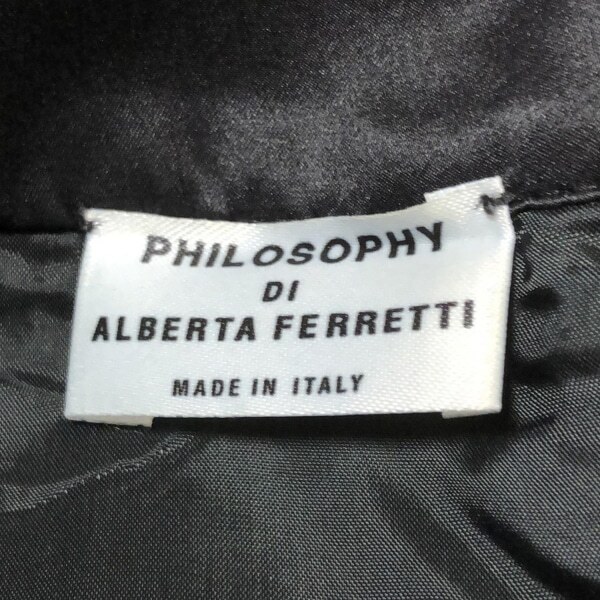 PHILOSOPHY
DI
ALBERTA FERRETTI
MADE IN ITALY